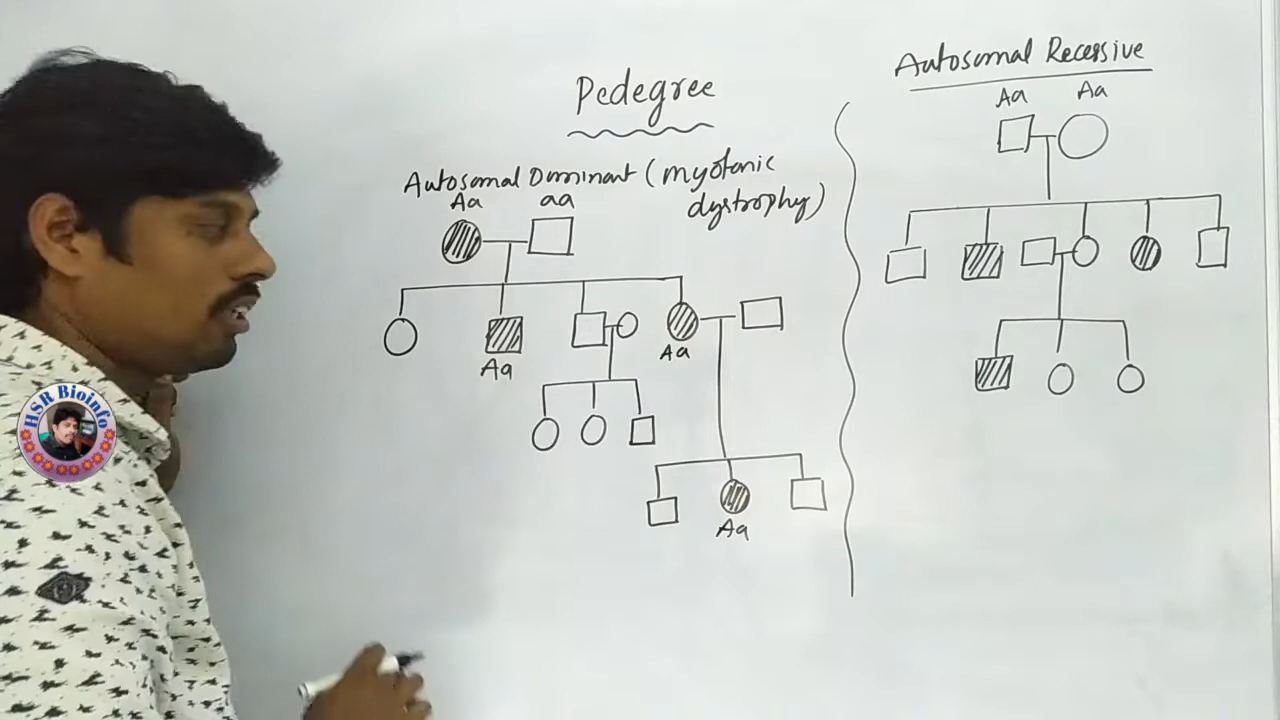 Pedegree
Autosomal Dominant (myotonic
dystrophy)
Aa aa
Aa
Aa
Aa
Autosomal Recessive
Aa Aa
HSR Bioinfo